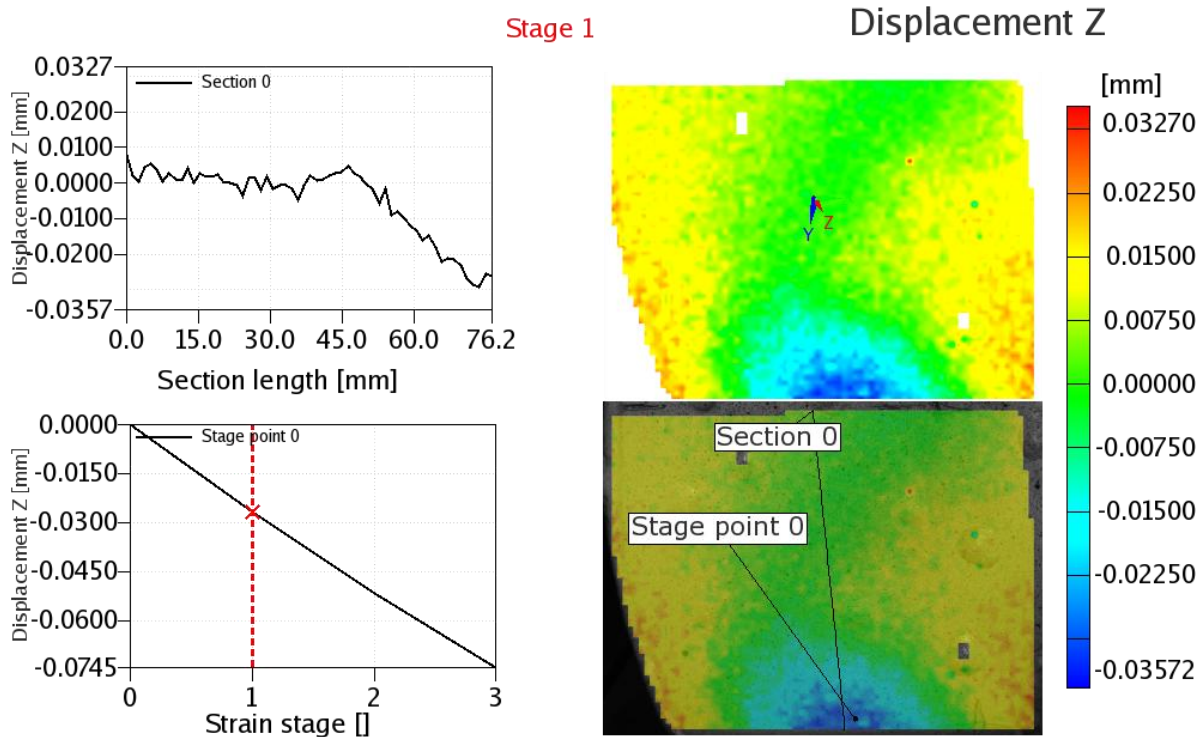 Stage 1
Displacement Z
Displacement Z [mm]
0.0327
0.0200
0.0100
0.0000
-0.0100
-0.0200
-0.0357
Section 0
0.0 15.0 30.0 45.0 60.0 76.2
Section length [mm]
Displacement Z [mm]
0.0000
-0.0150
-0.0300
-0.0450
-0.0600
-0.0745
Stage point 0
0 1 2 3
Strain stage []
Y Z
Section 0
Stage point 0
[mm]
0.03270
0.02250
0.01500
0.00750
0.00000
-0.00750
-0.01500
-0.02250
-0.03572